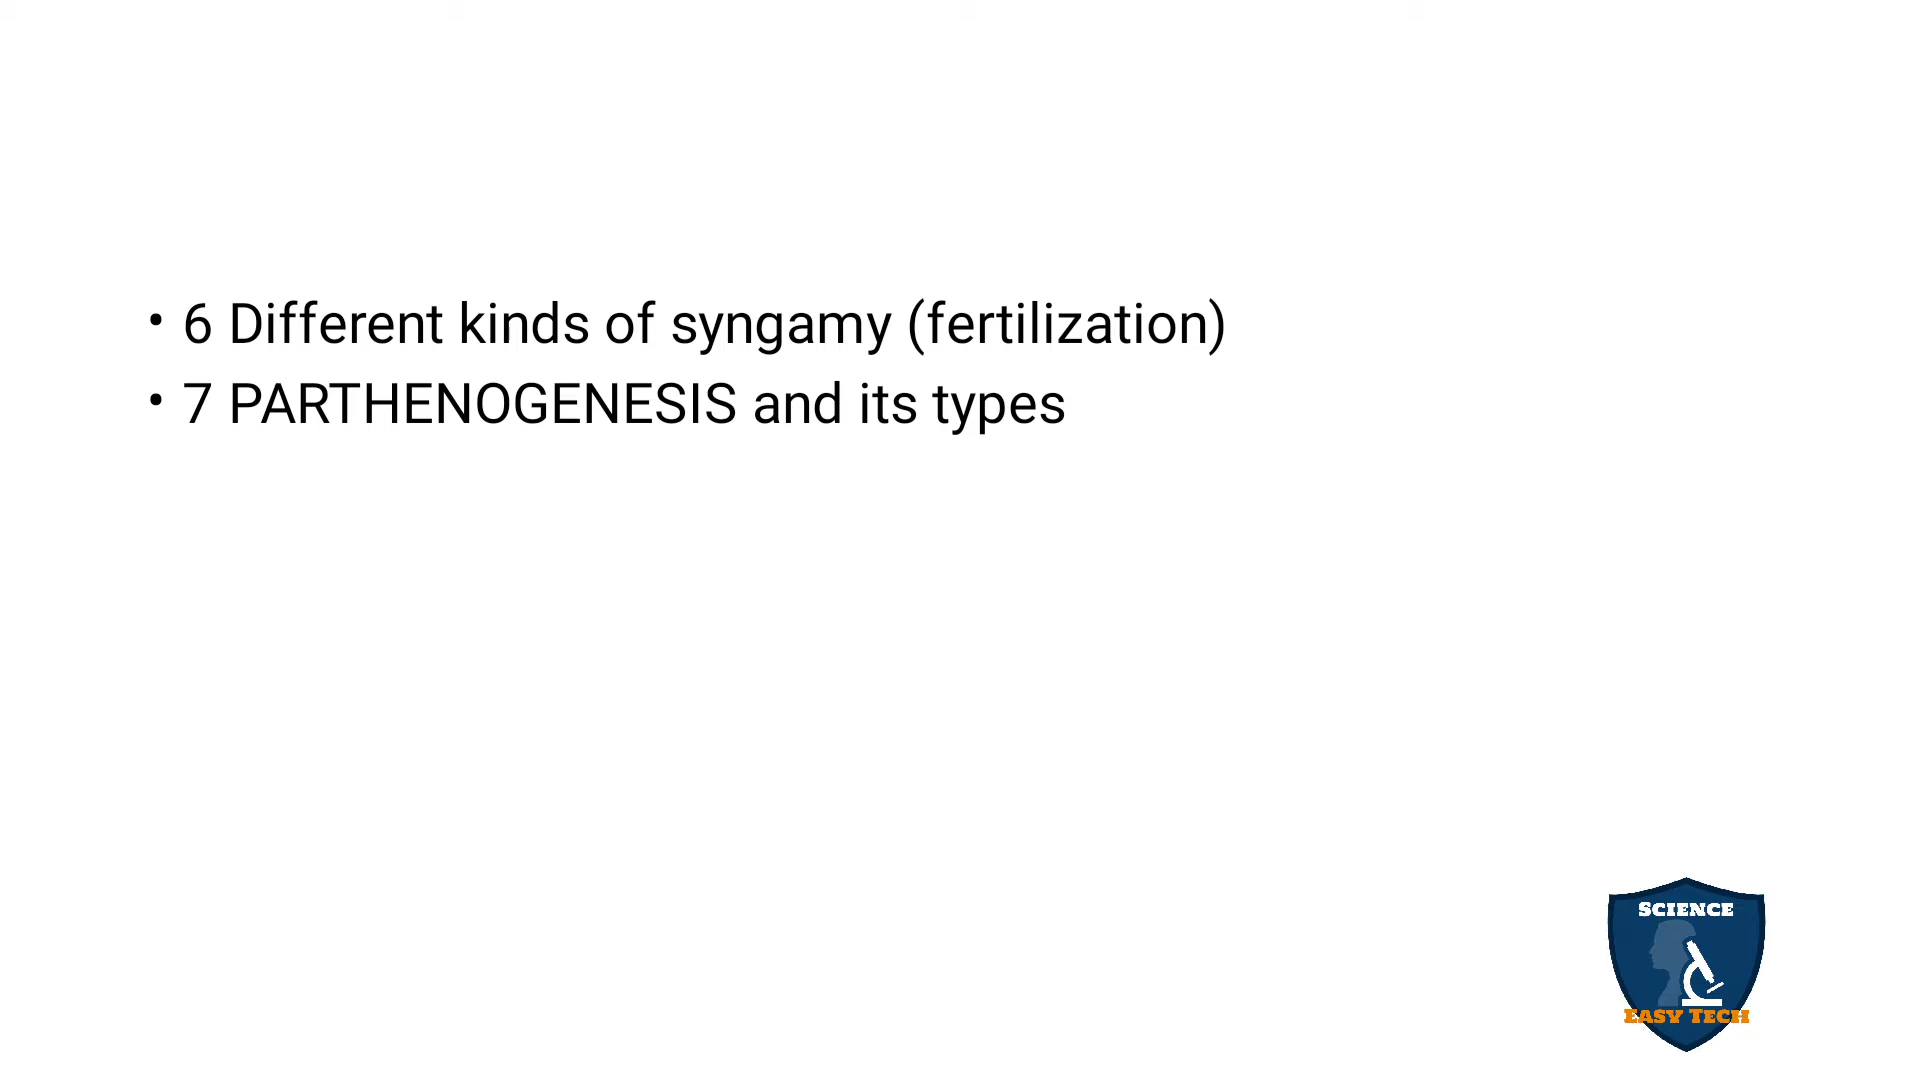 • 6 Different kinds of syngamy (fertilization)
• 7 PARTHENOGENESIS and its types
SCIENCE
EASY TECH